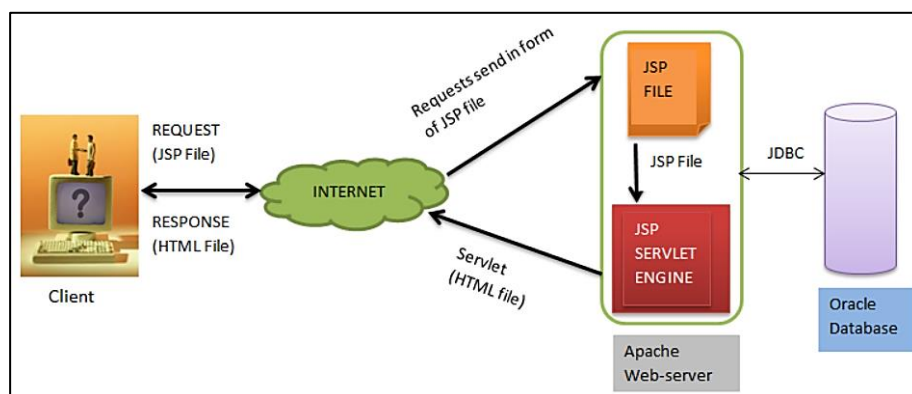 REQUEST
(JSP File)
RESPONSE
(HTML File)
?
Client
INTERNET
Requests send in form
of JSP file
Servlet
(HTML file)
JSP
FILE
JSP File
JSP
SERVLET
ENGINE
Apache
Web-server
JDBC
Oracle
Database